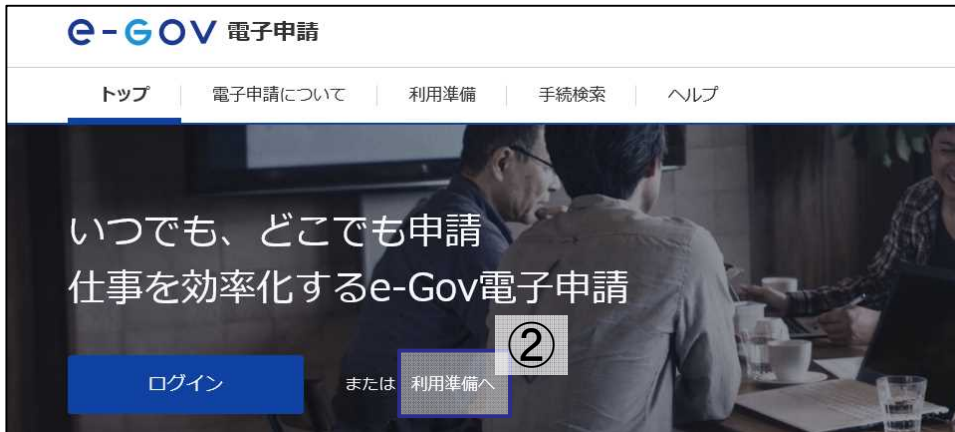 e-GOV 電子申請
トップ 電子申請について 利用準備 手続検索 ヘルプ
いつでも、どこでも申請
仕事を効率化するe-Gov電子申請
②
ログイン または 利用準備へ